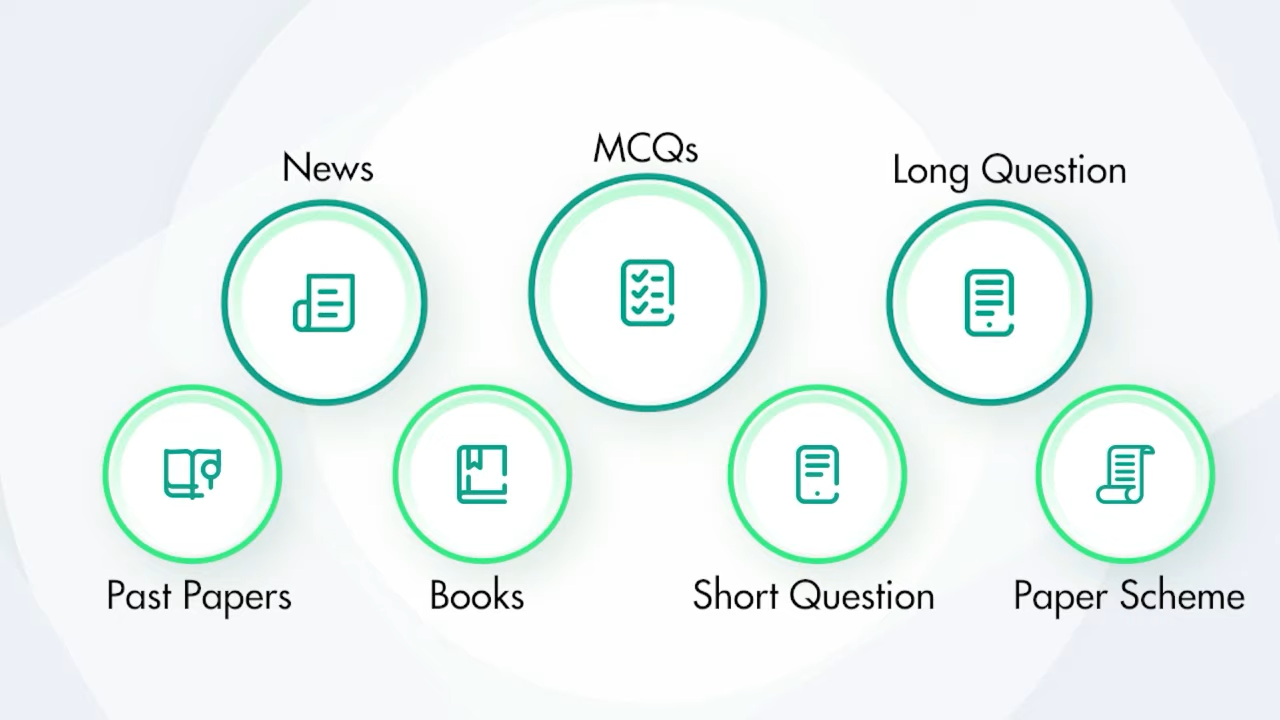 News
MCQs
Long Question
Past Papers
Books
Short Question
Paper Scheme